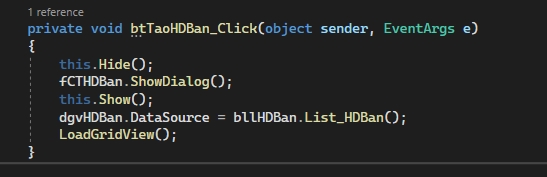 1 reference
private void btTaoHDBan_Click(object sender, EventArgs e)
{
this.Hide();
fCTHDBan.ShowDialog();
this.Show();
dgvHDBan.DataSource = bllHDBan.List_HDBan();
LoadGridView();
}